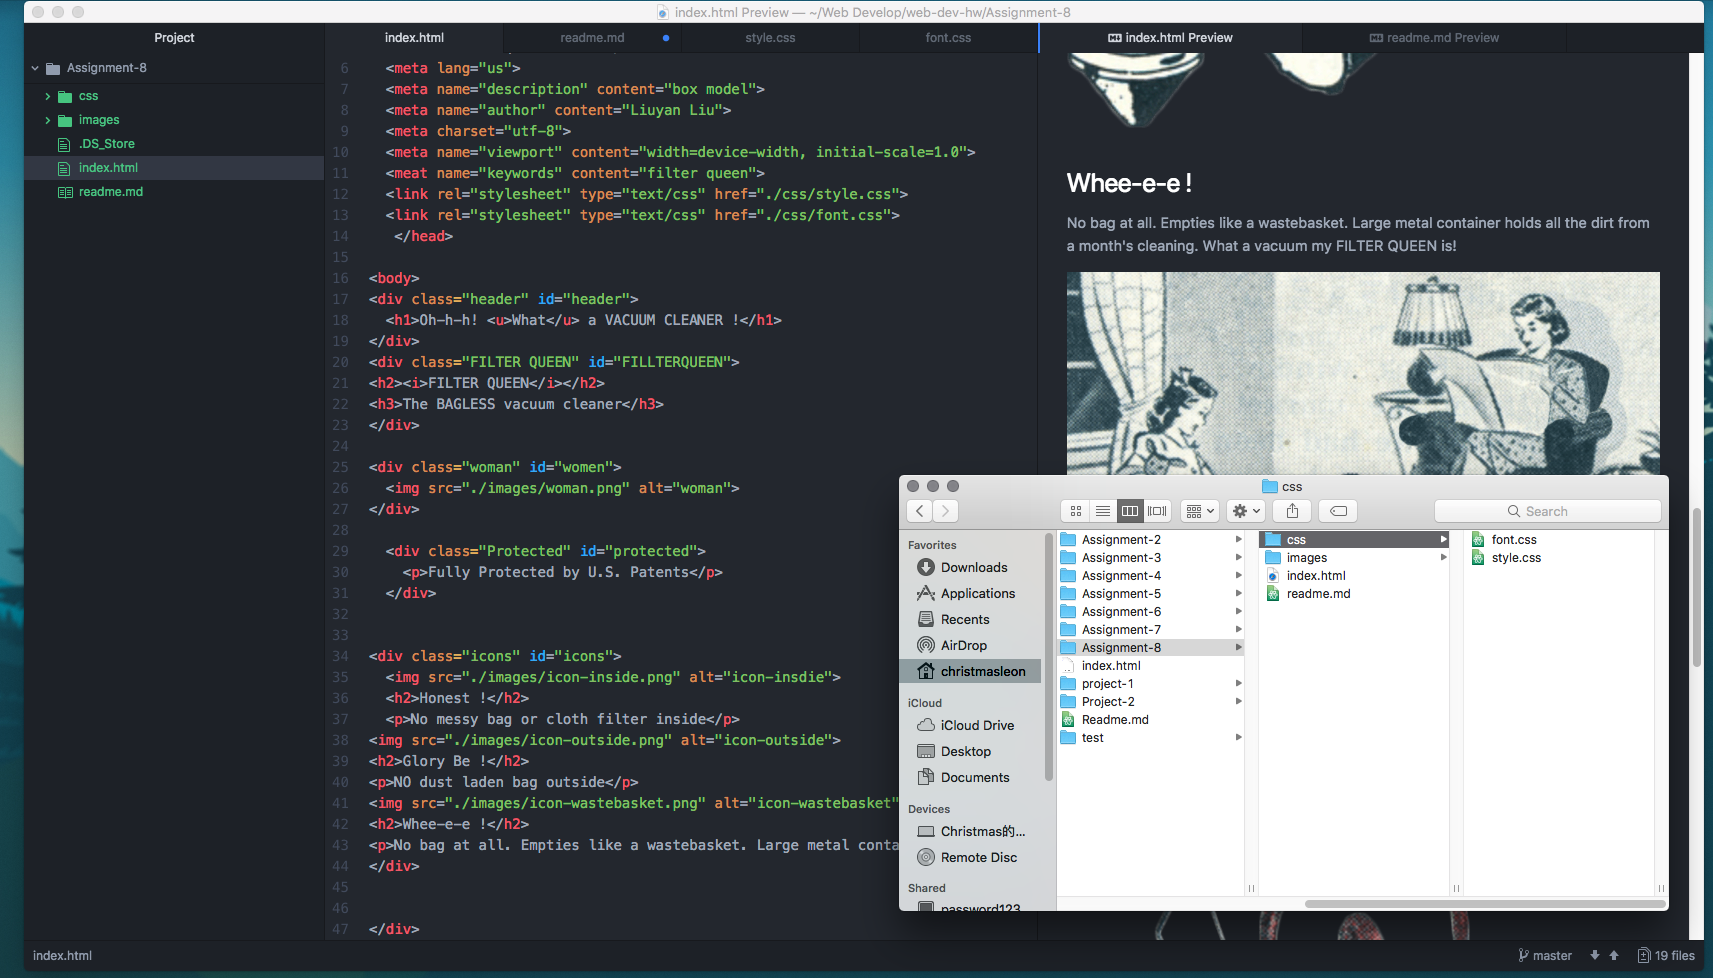 index.html Preview — ~/Web Develop/web-dev-hw/Assignment-8
Project
index.html
readme.md
style.css
font.css
index.html Preview
readme.md Preview
Assignment-8
css
images
.DS_Store
index.html
readme.md
6 <meta lang="us">
7 <meta name="description" content="box model">
8 <meta name="author" content="Liuyan Liu">
9 <meta charset="utf-8">
10 <meta name="viewport" content="width=device-width, initial-scale=1.0">
11 <meat name="keywords" content="filter queen">
12 <link rel="stylesheet" type="text/css" href="./css/style.css">
13 <link rel="stylesheet" type="text/css" href="./css/font.css">
14 </head>
15
16 <body>
17 <div class="header" id="header">
18 <h1>Oh-h-h! <u>What</u> a VACUUM CLEANER !</h1>
19 </div>
20 <div class="FILTER QUEEN" id="FILLTERQUEEN">
21 <h2><i>FILTER QUEEN</i></h2>
22 <h3>The BAGLESS vacuum cleaner</h3>
23 </div>
24
25 <div class="woman" id="women">
26 <img src="./images/woman.png" alt="woman">
27 </div>
28
29 <div class="Protected" id="protected">
30 <p>Fully Protected by U.S. Patents</p>
31 </div>
32
33
34 <div class="icons" id="icons">
35 <img src="./images/icon-inside.png" alt="icon-insdie">
36 <h2>Honest !</h2>
37 <p>No messy bag or cloth filter inside</p>
38 <img src="./images/icon-outside.png" alt="icon-outside">
39 <h2>Glory Be !</h2>
40 <p>NO dust laden bag outside</p>
41 <img src="./images/icon-wastebasket.png" alt="icon-wastebasket"
42 <h2>Whee-e-e !</h2>
43 <p>No bag at all. Empties like a wastebasket. Large metal conta
44 </div>
45
46
47 </div>
Whee-e-e !
No bag at all. Empties like a wastebasket. Large metal container holds all the dirt from
a month's cleaning. What a vacuum my FILTER QUEEN is!
css
Search
Favorites
Downloads
Applications
Recents
AirDrop
christmasleon
iCloud
iCloud Drive
Desktop
Documents
Devices
Christmas的...
Remote Disc
Shared
password123
Assignment-2
Assignment-3
Assignment-4
Assignment-5
Assignment-6
Assignment-7
Assignment-8
index.html
project-1
Project-2
Readme.md
test
css
images
index.html
readme.md
font.css
style.css
index.html
master
19 files